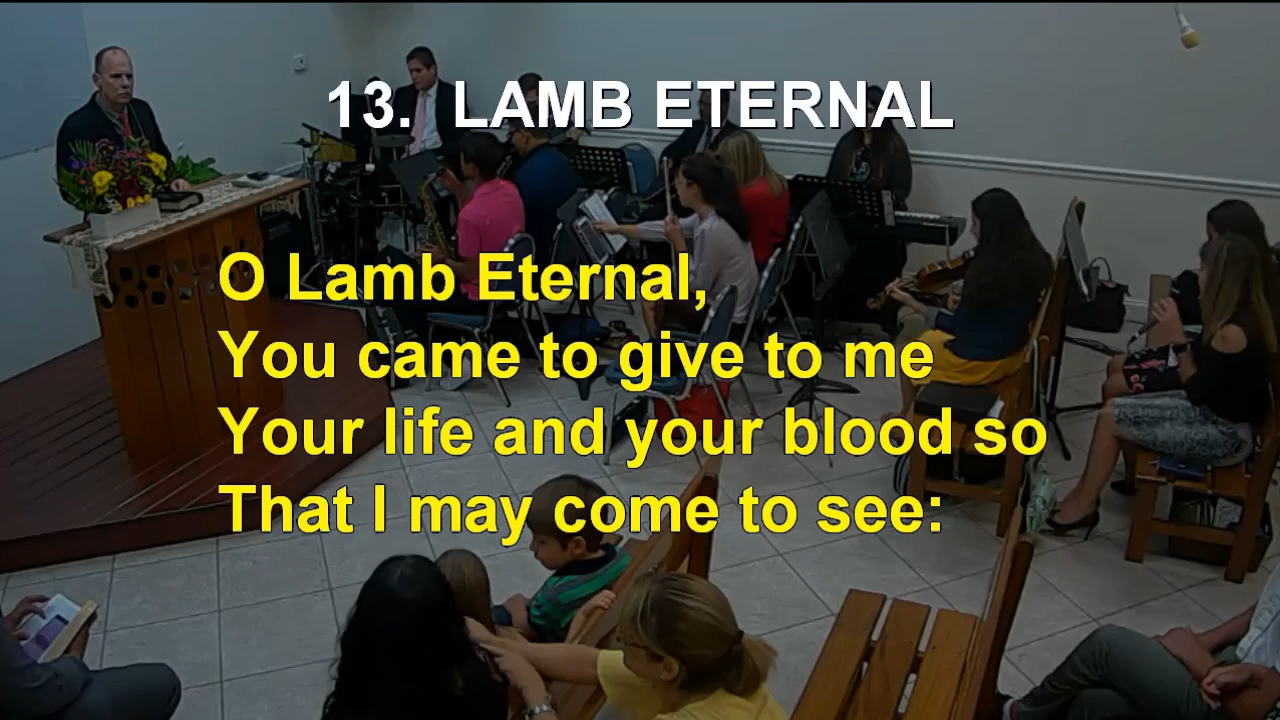 13. LAMB ETERNAL
O Lamb Eternal,
You came to give to me
Your life and your blood so
That I may come to see: